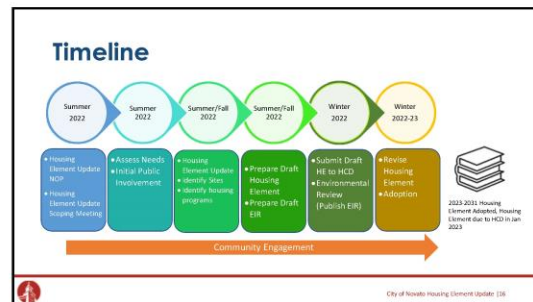 Timeline
Summer
2022
Summer
2022
Summer/Fall
2022
Summer/Fall
2022
Winter
2022
Winter
2022-23
• Housing
Element Update
NOP
• Housing
Element Update
Scoping Meeting
• Assess Needs
• Initial Public
Involvement
• Housing
Element Update
• Identify Sites
• Identify housing
programs
• Prepare Draft
Housing
Element
• Prepare Draft
EIR
• Submit Draft
HE to HCD
• Environmental
Review
(Publish EIR)
• Revise
Housing
Element
• Adoption
2023-2031 Housing
Element Adopted, Housing
Element due to HCD in Jan
2023
Community Engagement
City of Novato Housing Element Update |16